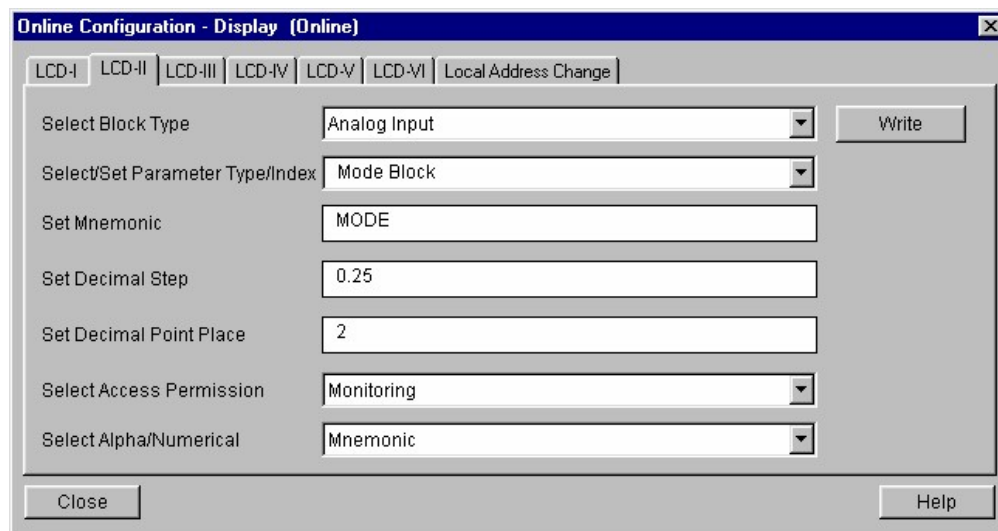 Online Configuration - Display (Online)
LCD-I LCD-II LCD-III LCD-IV LCD-V LCD-VI Local Address Change
Select Block Type Analog Input Write
Select/Set Parameter Type/Index Mode Block
Set Mnemonic MODE
Set Decimal Step 0.25
Set Decimal Point Place 2
Select Access Permission Monitoring
Select Alpha/Numerical Mnemonic
Close Help